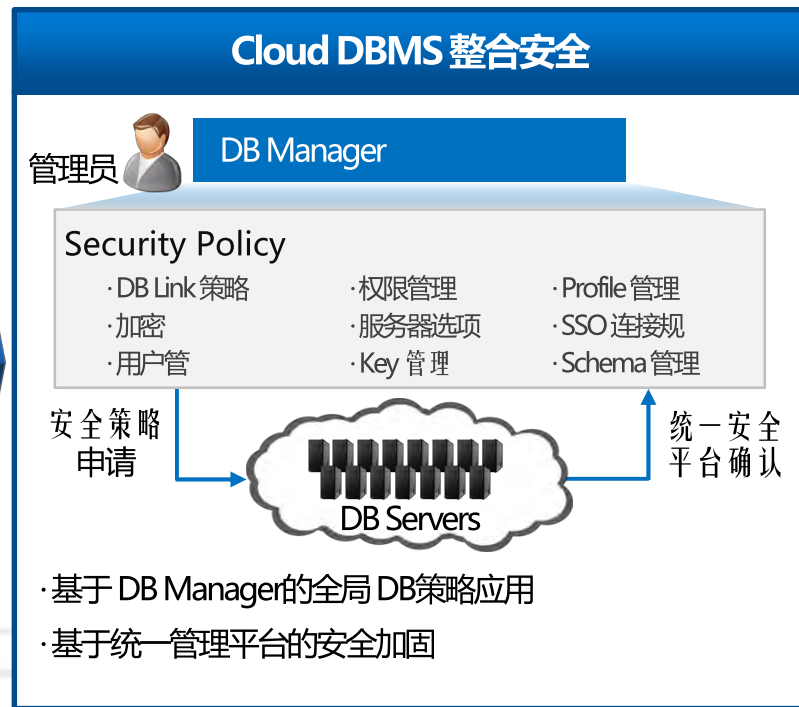 Cloud DBMS 整合安全
管理员
DB Manager
Security Policy
·DB Link 策略
·权限管理
·Profile 管理
·加密
·服务器选项
·SSO 连接规
·用户管
·Key 管理
·Schema 管理
安全策略
申请
统一安全
平台确认
DB Servers
·基于 DB Manager的全局 DB策略应用
·基于统一管理平台的安全加固